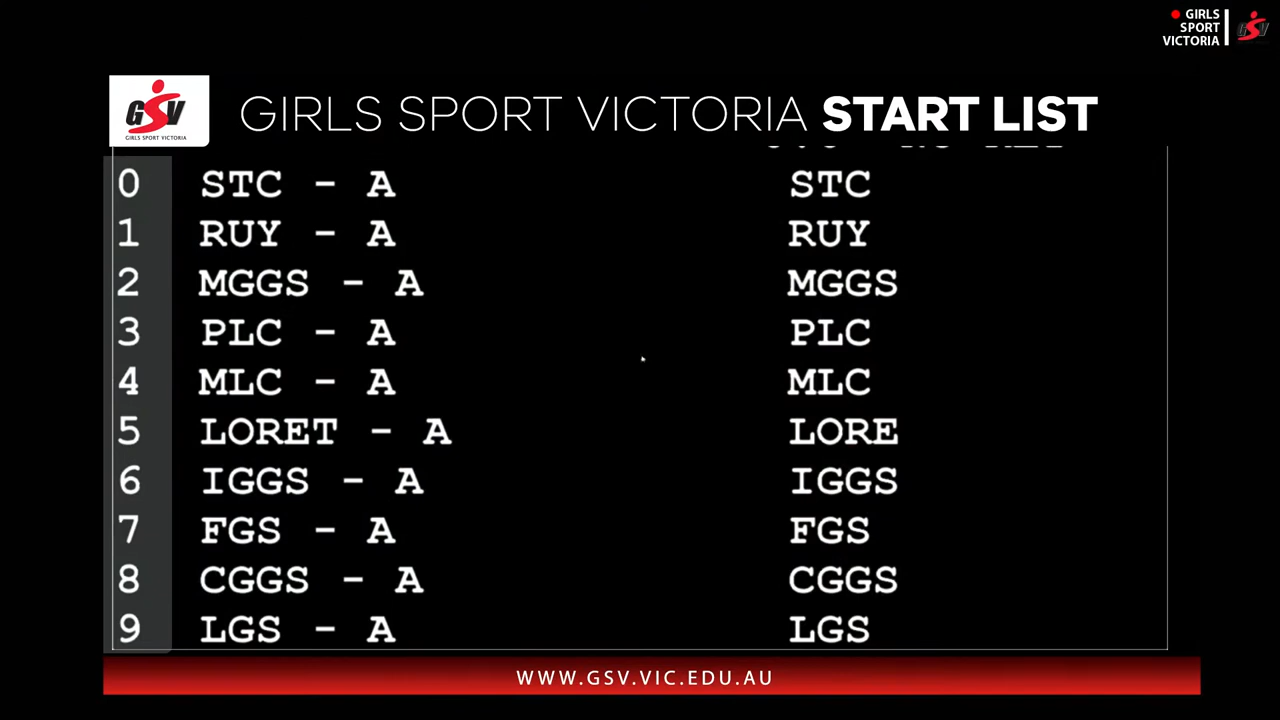 GIRLS
SPORT
VICTORIA
GSV
GSV
GIRLS SPORT VICTORIA
GIRLS SPORT VICTORIA START LIST
0 STC - A STC
1 RUY - A RUY
2 MGGS - A MGGS
3 PLC - A PLC
4 MLC - A MLC
5 LORET - A LORE
6 IGGS - A IGGS
7 FGS - A FGS
8 CGGS - A CGGS
9 LGS - A LGS
WWW.GSV.VIC.EDU.AU